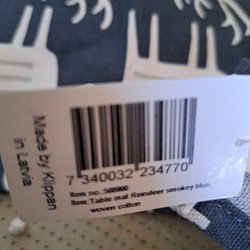 7 340032 234770
Item no.:588900
Item:Table mat Reindeer smokey blue,
woven cotton
Made by Klippan
in Latvia